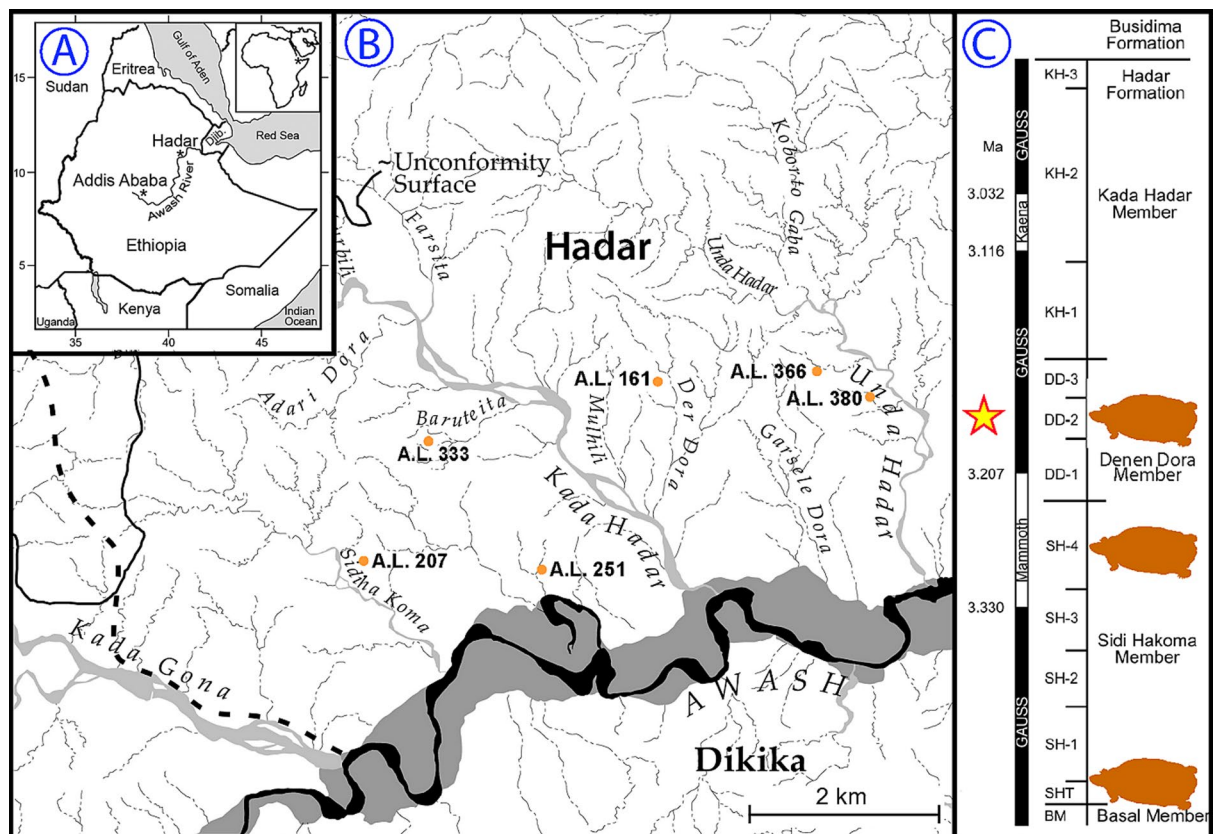 A
Sudan
Eritrea
Gulf of Aden
Djib.
Red Sea
Hadar
*
Addis Ababa
*
Awash River
Ethiopia
Somalia
Kenya
Uganda
Indian
Ocean
15
10
5
35
40
45
B
~Unconformity
Surface
Farsita
Hadar
Koborto Gaba
Unda Hadar
Adari Dora
Baruteita
A.L. 333
A.L. 161
Mulhili
Der Dora
A.L. 366
A.L. 380
Unda Hadar
Garsele Dora
Kada Hadar
A.L. 207
Sidha Koma
A.L. 251
Kada Gona
AWASH
Dikika
2 km
C
Busidima
Formation
Ma
GAUSS
3.032
Kaena
3.116
GAUSS
3.207
Mammoth
3.330
GAUSS
KH-3
Hadar
Formation
KH-2
Kada Hadar
Member
KH-1
DD-3
DD-2
DD-1
Denen Dora
Member
SH-4
SH-3
Sidi Hakoma
Member
SH-2
SH-1
SHT
BM
Basal Member